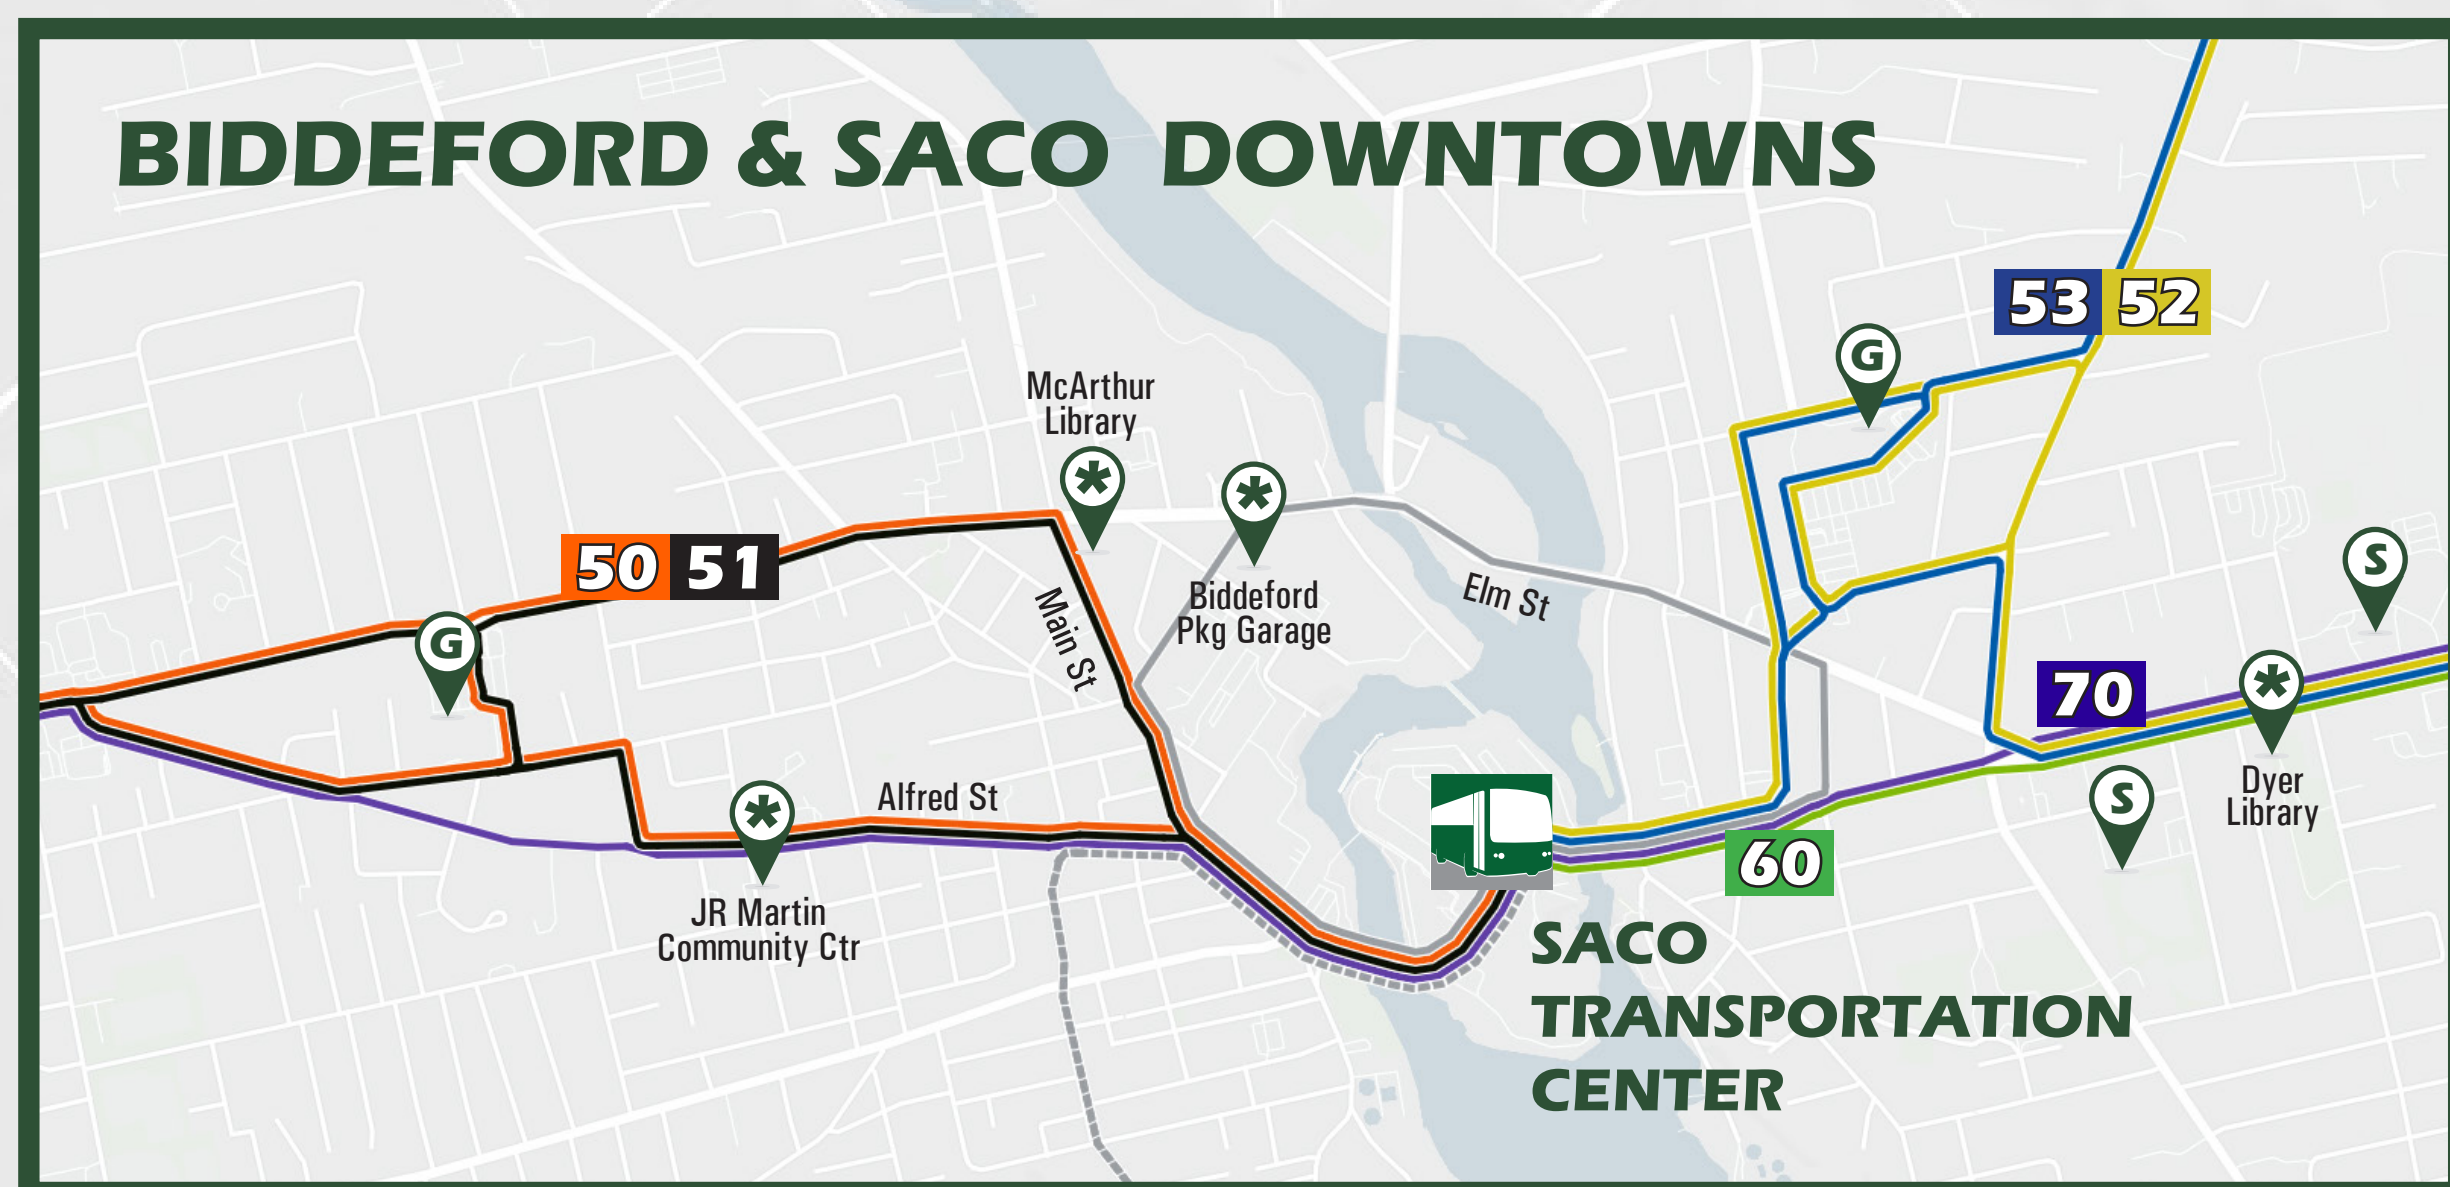 BIDDEFORD & SACO DOWNTOWNS
53 52
G
McArthur
Library
*
*
S
50 51
Biddeford
Pkg Garage
Elm St
Main St
G
70
*
Dyer
Library
S
Alfred St
*
60
JR Martin
Community Ctr
SACO
TRANSPORTATION
CENTER